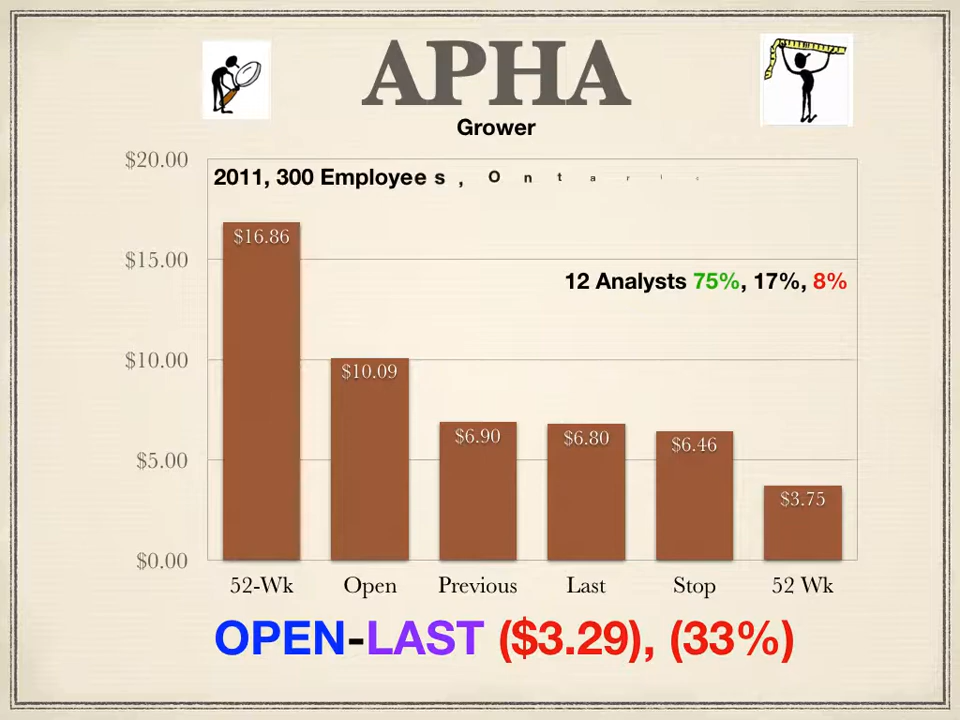 APHA
Grower
$20.00
2011, 300 Employees, Ontaric
12 Analysts 75%, 17%, 8%
$15.00
$10.00
$5.00
$0.00
$16.86
$10.09
$6.90
$6.80
$6.46
$3.75
52-Wk Open Previous Last Stop 52 Wk
OPEN-LAST ($3.29), (33%)